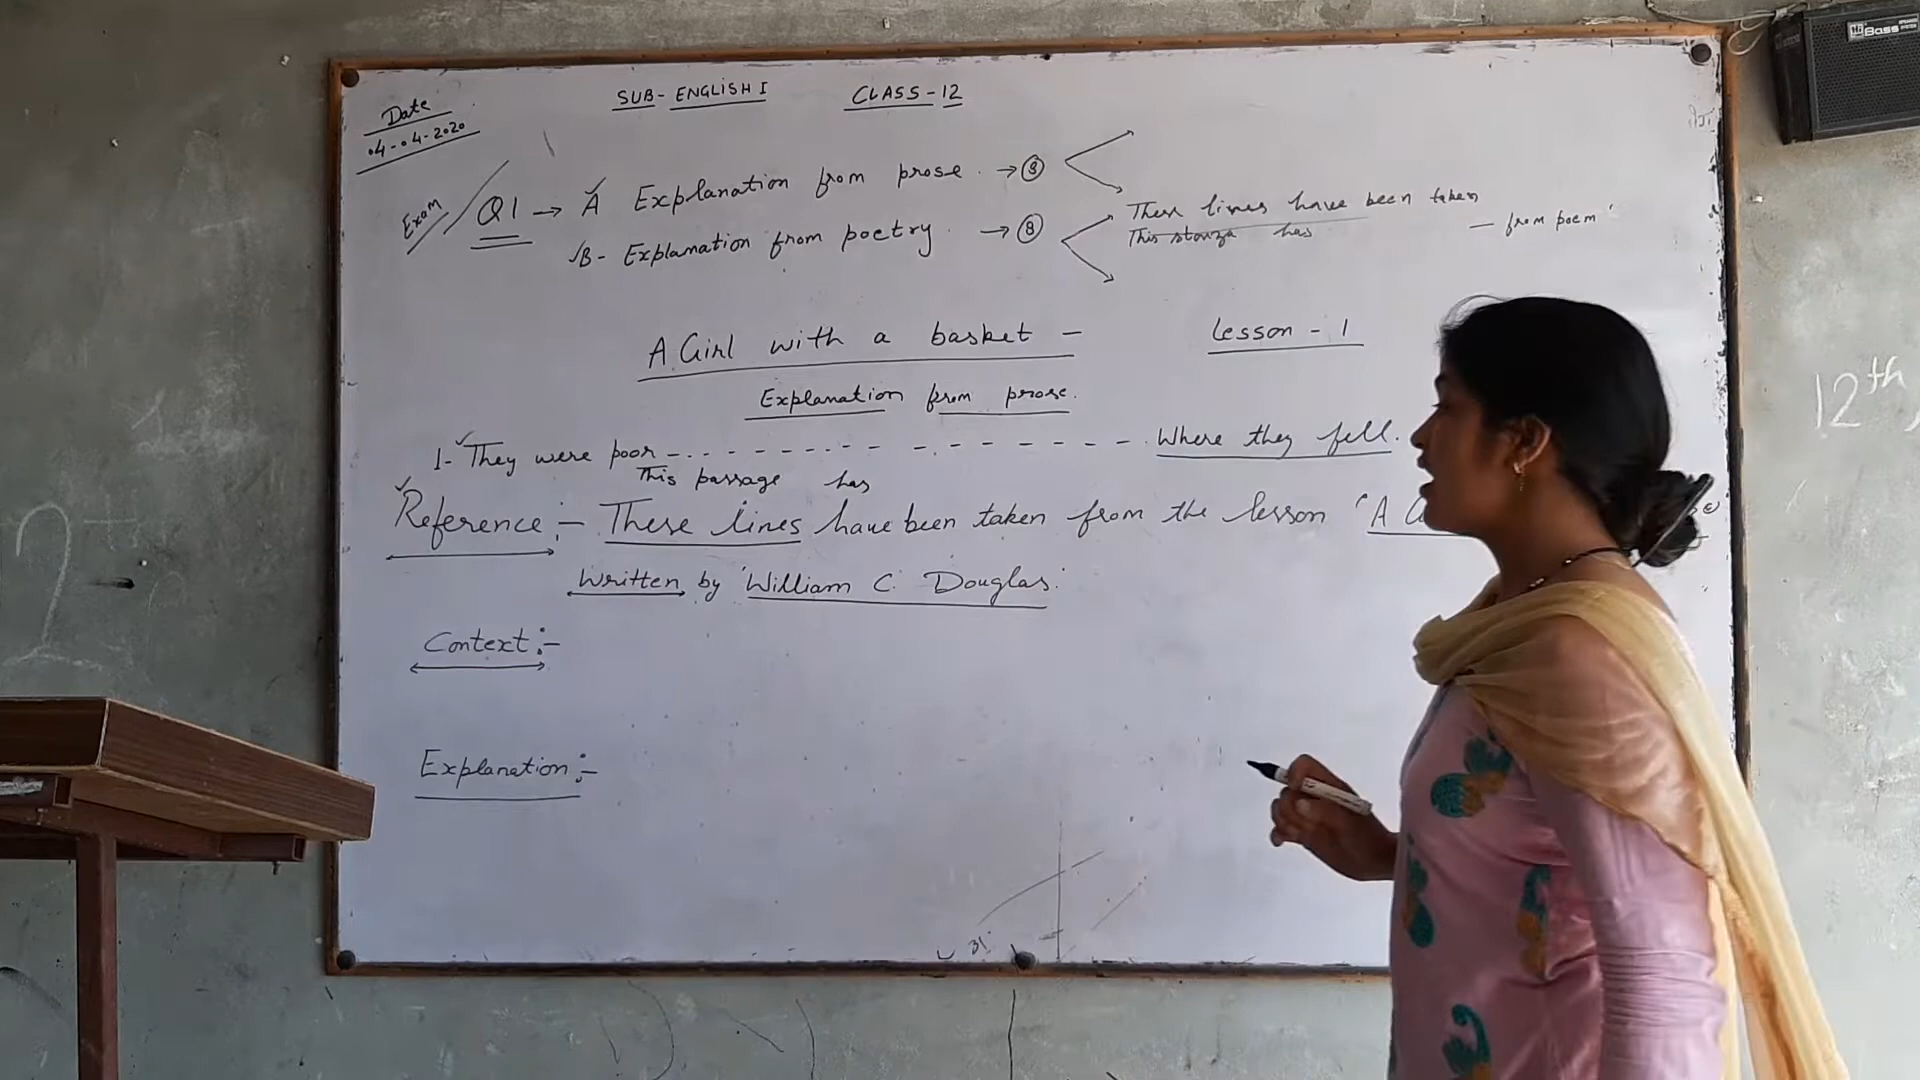 SUB- ENGLISH I CLASS-12
Date
04-04-2020
Exam
Q1 → A Explanation from prose. → 8
B- Explanation from poetry → 8
These lines have been taken
This stanza has — from poem'
A Girl with a basket - Lesson - 1
Explanation from prose.
1- They were poor - - - - - - - - - - - - - - Where they fell.
This passage has
Reference:- These lines have been taken from the lesson 'A G
Written by 'William C. Douglas.'
Context:-
Explanation:-
12th,
Bass